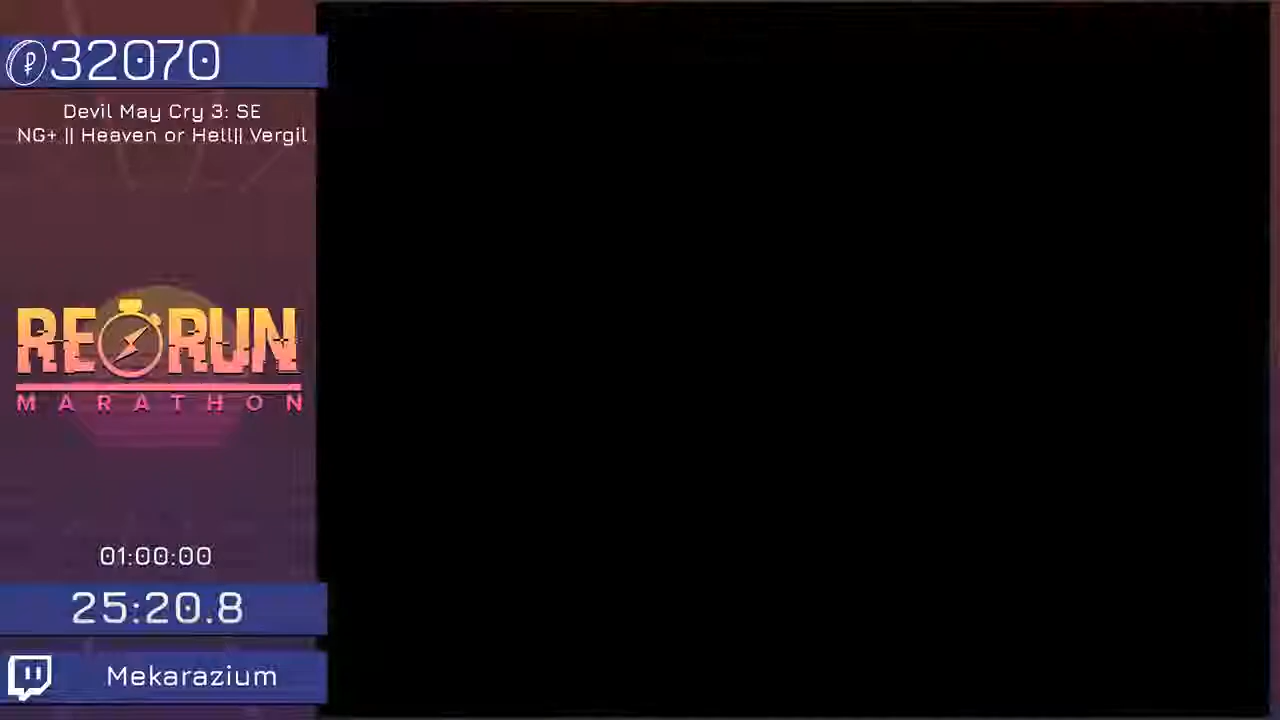 32070
Devil May Cry 3: SE
NG+ || Heaven or Hell|| Vergil
RE RUN
MARATHON
01:00:00
25:20.8
Mekarazium